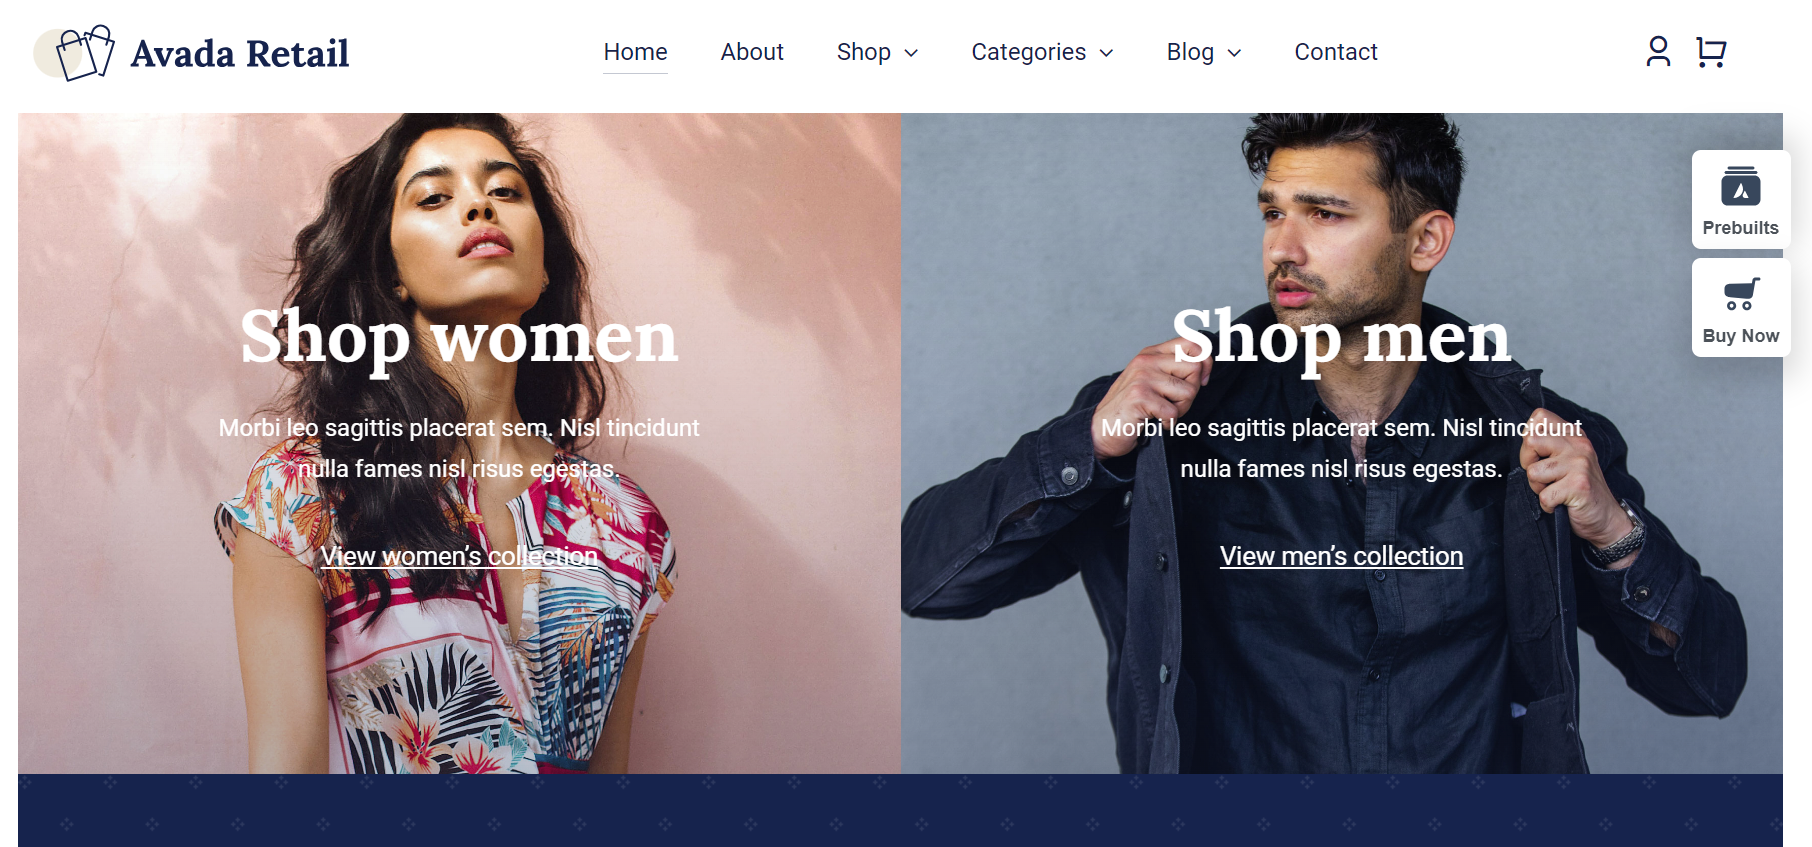 Avada Retail
Home About Shop Categories Blog Contact
Prebuilts
Buy Now
Shop women
Morbi leo sagittis placerat sem. Nisl tincidunt
nulla fames nisl risus egestas.
View women’s collection
Shop men
Morbi leo sagittis placerat sem. Nisl tincidunt
nulla fames nisl risus egestas.
View men’s collection